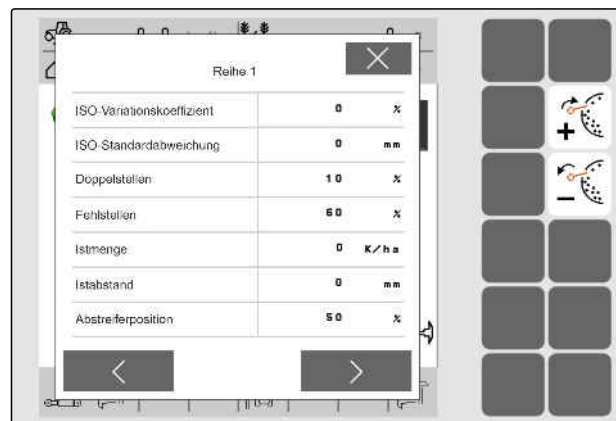 Reihe 1
ISO-Variationskoeffizient 0 %
ISO-Standardabweichung 0 mm
Doppelstellen 10 %
Fehlstellen 60 %
Istmenge 0 K/ha
Istabstand 0 mm
Abstreiferposition 50 %